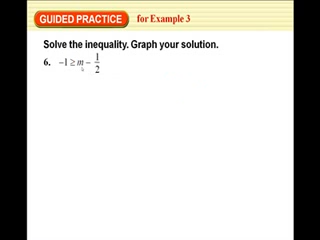 GUIDED PRACTICE for Example 3
Solve the inequality. Graph your solution.
6. –1 ≥ m – 1/2